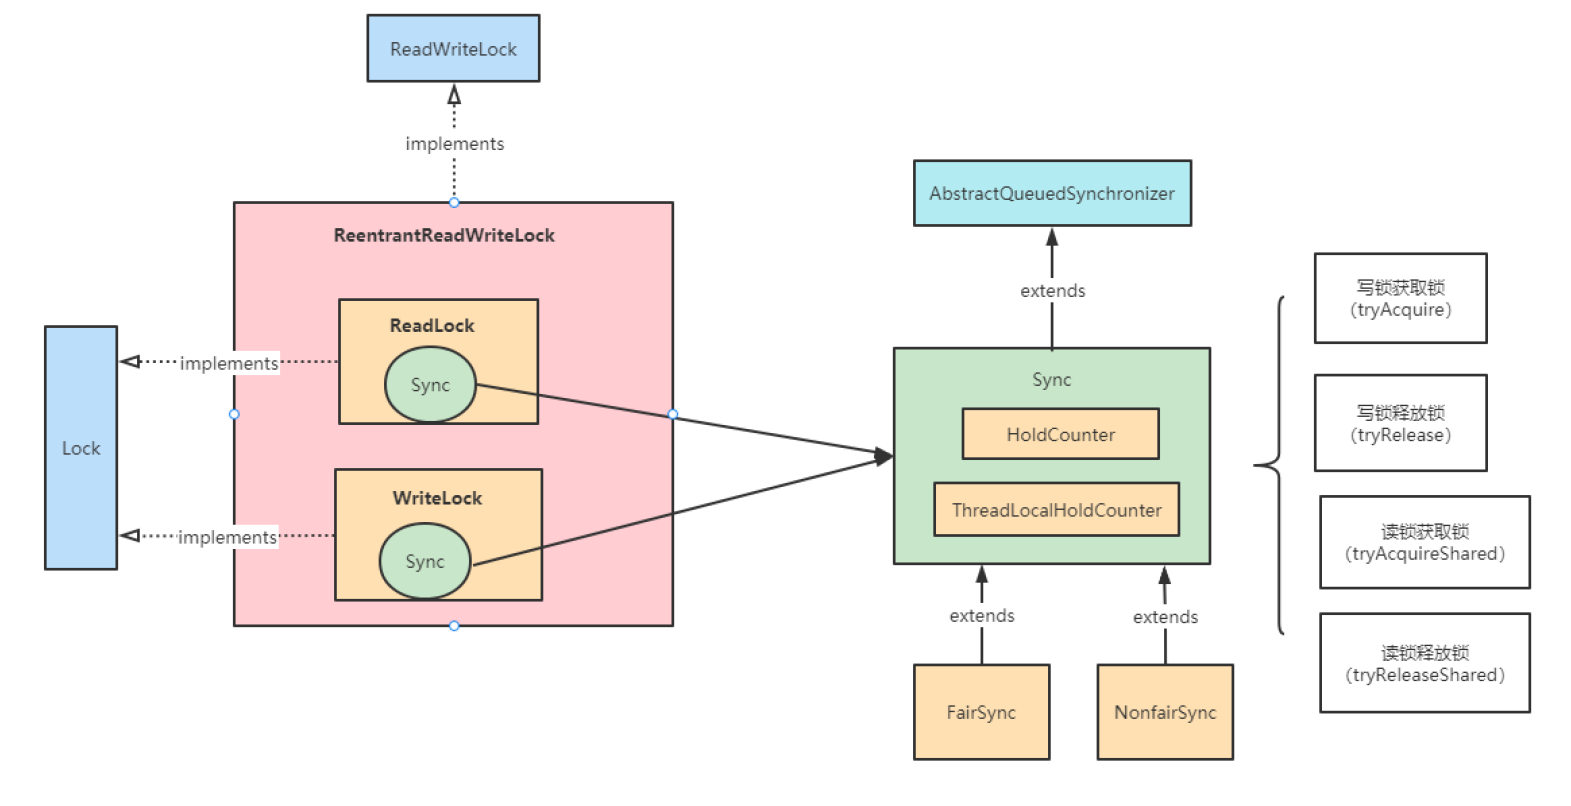 ReadWriteLock
implements
ReentrantReadWriteLock
ReadLock
Sync
implements
Lock
WriteLock
Sync
implements
AbstractQueuedSynchronizer
extends
Sync
HoldCounter
ThreadLocalHoldCounter
extends
extends
FairSync
NonfairSync
写锁获取锁
（tryAcquire）
写锁释放锁
（tryRelease）
读锁获取锁
（tryAcquireShared）
读锁释放锁
（tryReleaseShared）